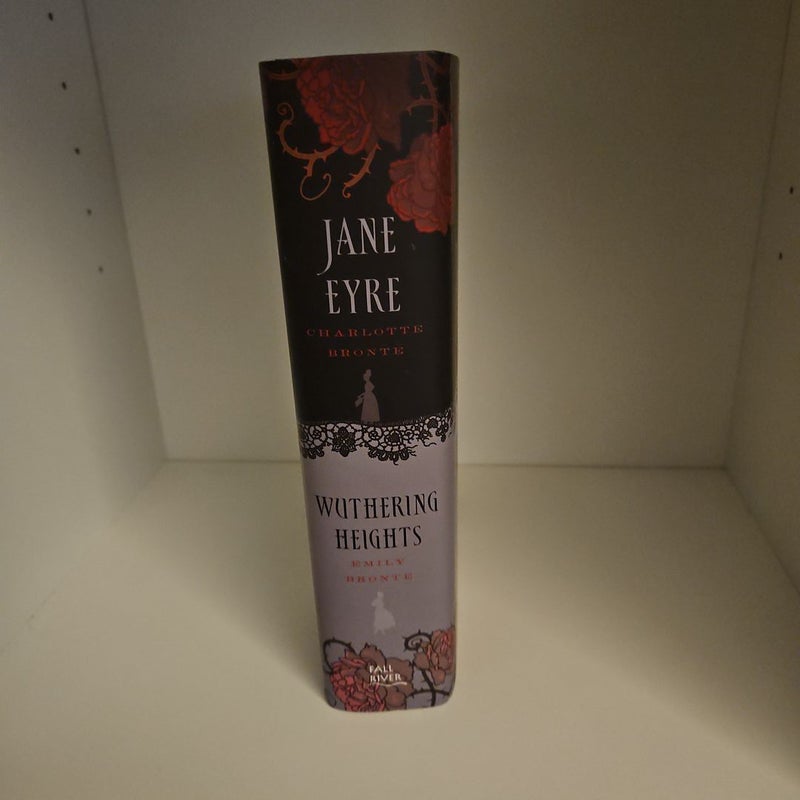 JANE
EYRE
CHARLOTTE
BRONTE
WUTHERING
HEIGHTS
EMILY
BRONTE
FALL
RIVER